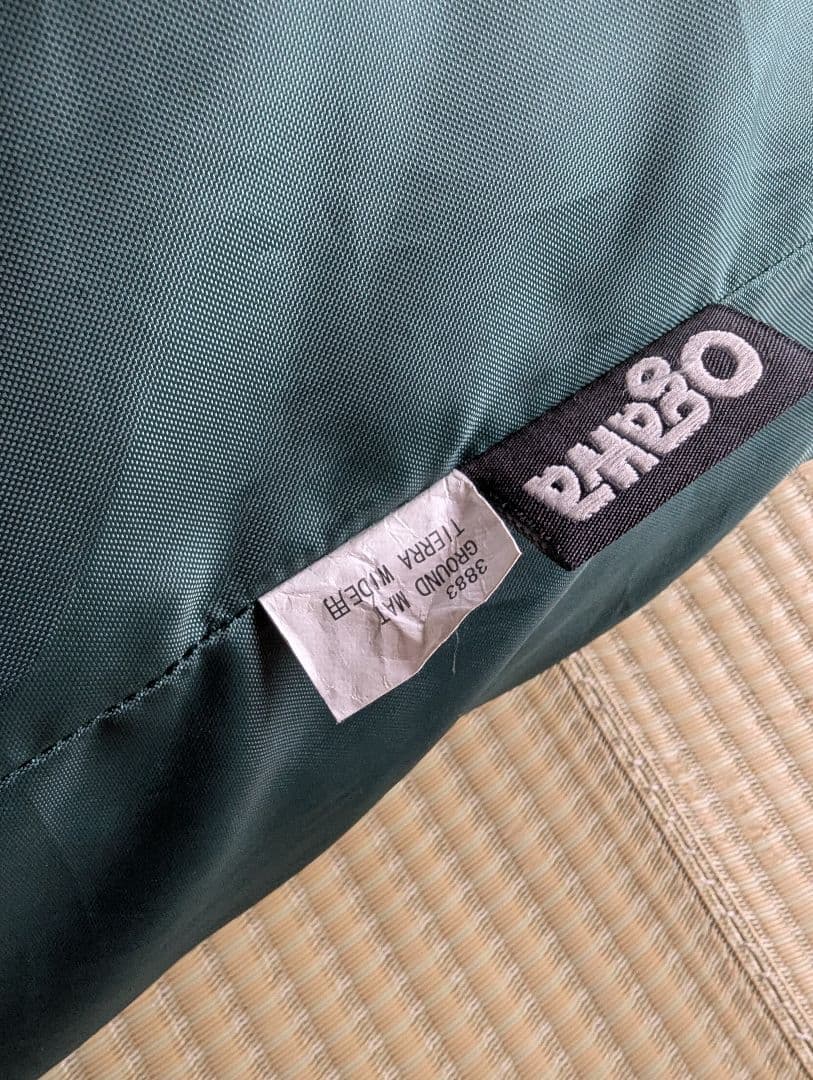 Ogawa
3883
GROUND MAT
TIERRA WIDE用